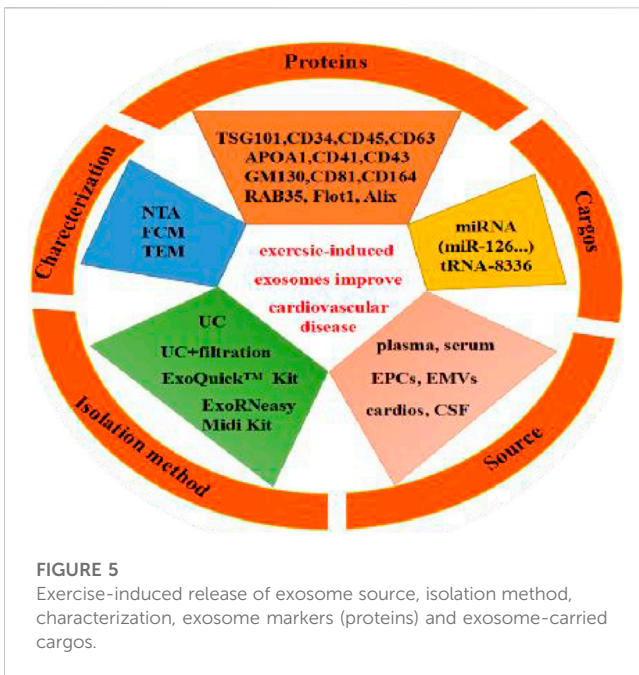 Proteins
TSG101,CD34,CD45,CD63
APOA1,CD41,CD43
GM130,CD81,CD164
RAB35, Flot1, Alix
Charecterization
NTA
FCM
TEM
Cargos
miRNA
(miR-126...)
tRNA-8336
exercsie-induced
exosomes improve
cardiovascular
disease
Isolation method
UC
UC+filtration
ExoQuick™ Kit
ExoRNeasy
Midi Kit
Source
plasma, serum
EPCs, EMVs
cardios, CSF
FIGURE 5
Exercise-induced release of exosome source, isolation method,
characterization, exosome markers (proteins) and exosome-carried
cargos.